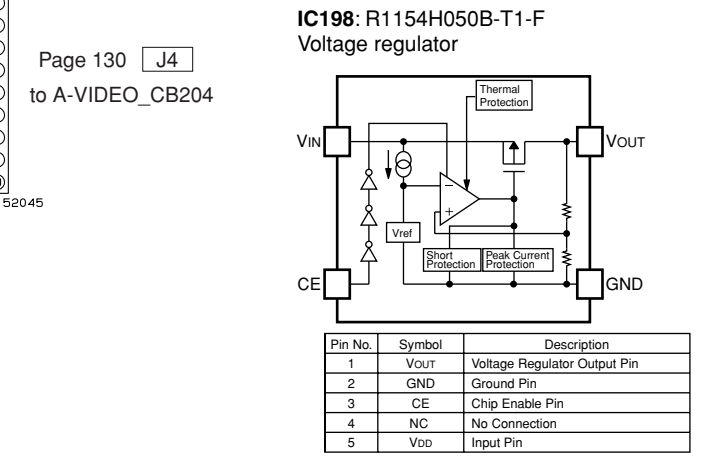 IC198: R1154H050B-T1-F
Voltage regulator
Page 130 J4
to A-VIDEO_CB204
52045
Thermal
Protection
VIN
VOUT
−
+
Vref
Short
Protection
Peak Current
Protection
CE
GND
Pin No. Symbol Description
1 VOUT Voltage Regulator Output Pin
2 GND Ground Pin
3 CE Chip Enable Pin
4 NC No Connection
5 VDD Input Pin